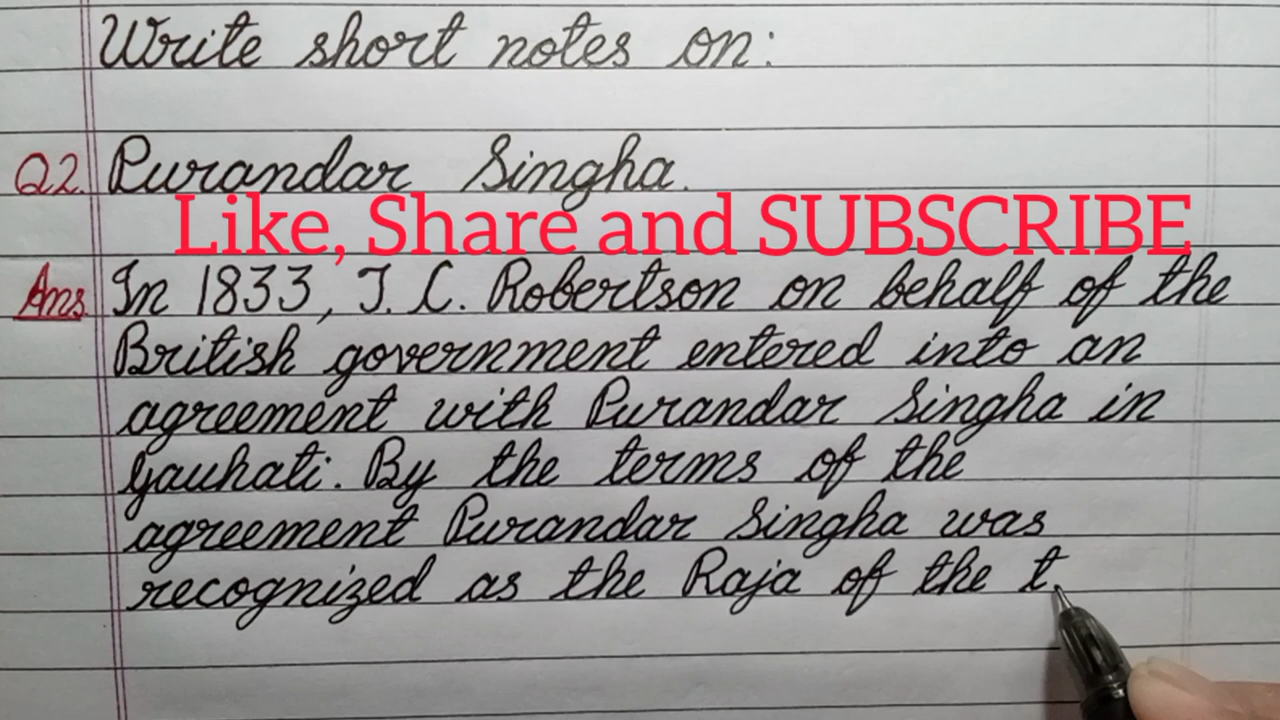 Write short notes on:
Q2. Purandar Singha.
Like, Share and SUBSCRIBE
Ans. In 1833, T. C. Robertson on behalf of the
British government entered into an
agreement with Purandar Singha in
Gauhati. By the terms of the
agreement Purandar Singha was
recognized as the Raja of the t